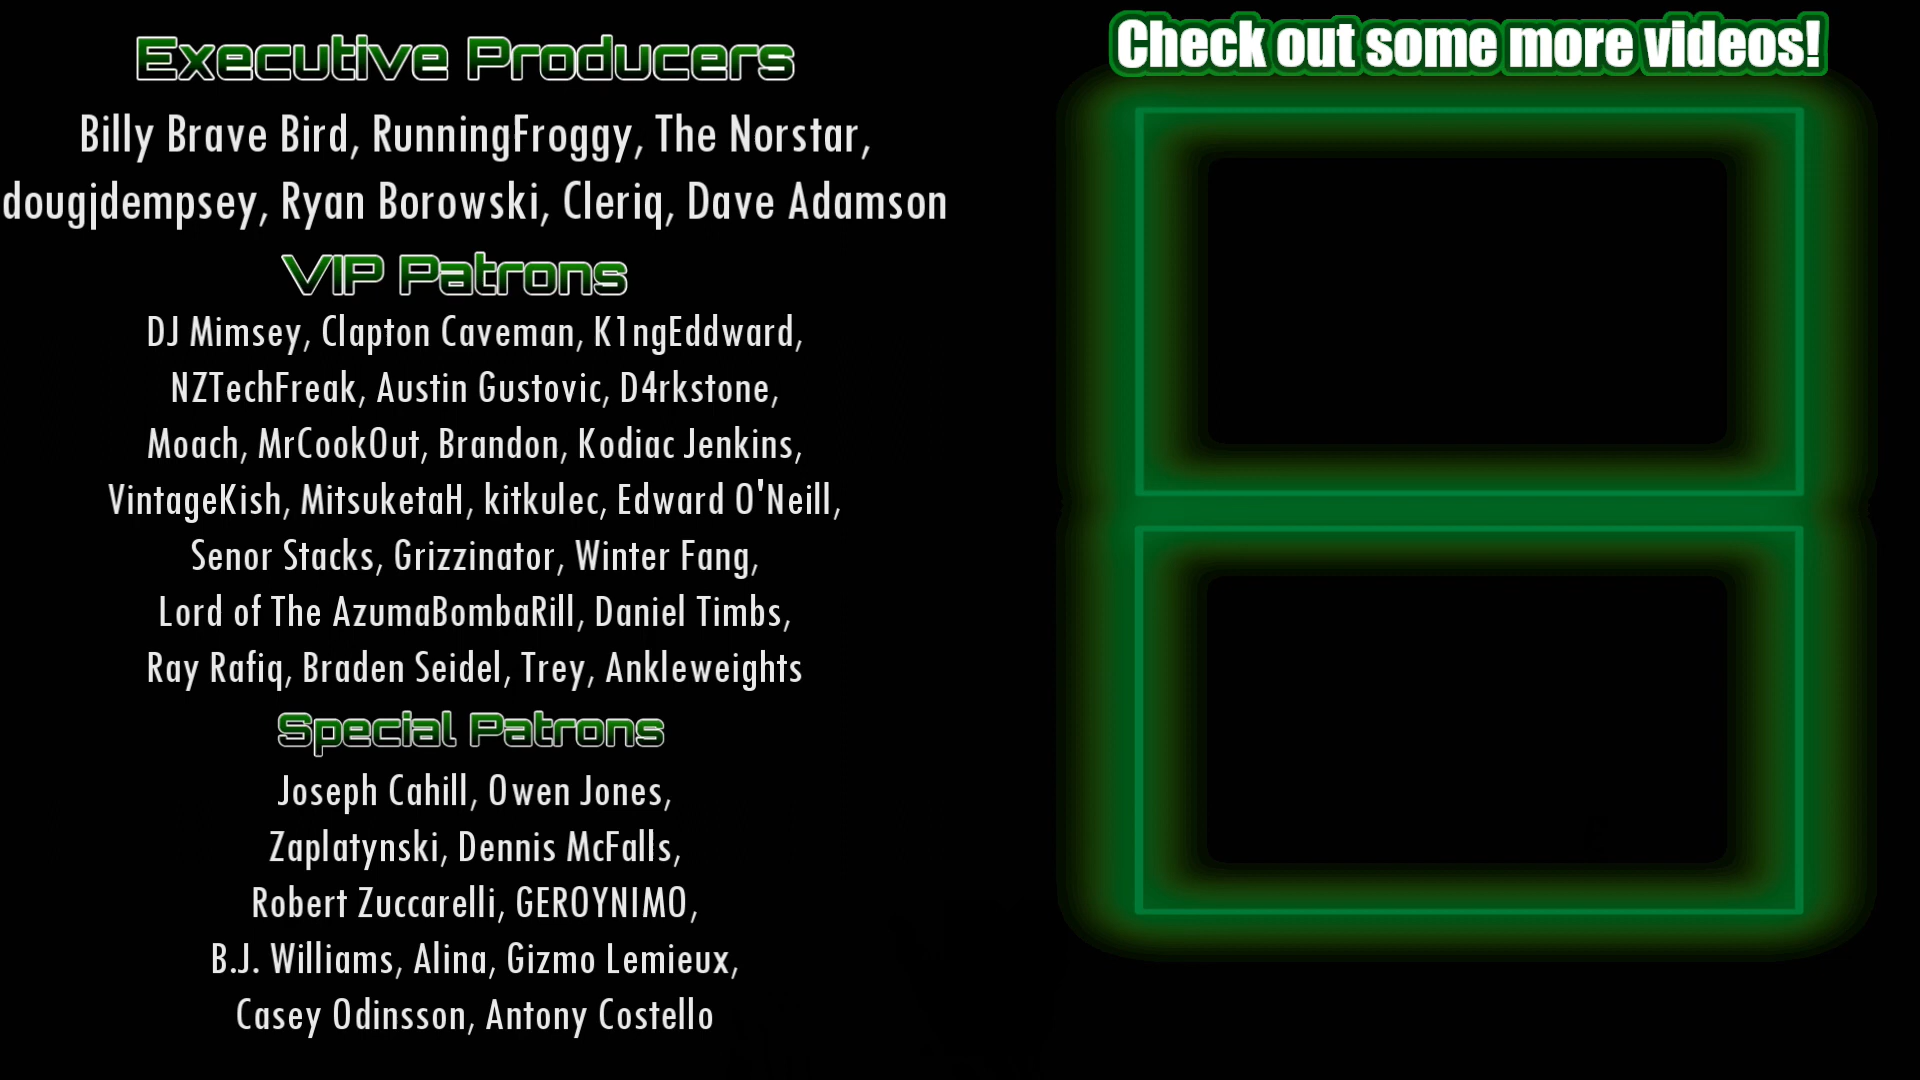 Executive Producers
Billy Brave Bird, RunningFroggy, The Norstar,
dougjdempsey, Ryan Borowski, Cleriq, Dave Adamson
VIP Patrons
DJ Mimsey, Clapton Caveman, K1ngEddward,
NZTechFreak, Austin Gustovic, D4rkstone,
Moach, MrCookOut, Brandon, Kodiac Jenkins,
VintageKish, MitsuketaH, kitkulec, Edward O'Neill,
Senor Stacks, Grizzinator, Winter Fang,
Lord of The AzumaBombaRill, Daniel Timbs,
Ray Rafiq, Braden Seidel, Trey, Ankleweights
Special Patrons
Joseph Cahill, Owen Jones,
Zaplatynski, Dennis McFalls,
Robert Zuccarelli, GEROYNIMO,
B.J. Williams, Alina, Gizmo Lemieux,
Casey Odinsson, Antony Costello
Check out some more videos!